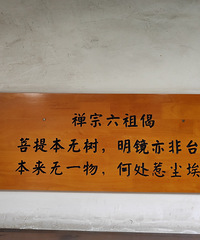 禅宗六祖偈
菩提本无树，明镜亦非台
本来无一物，何处惹尘埃